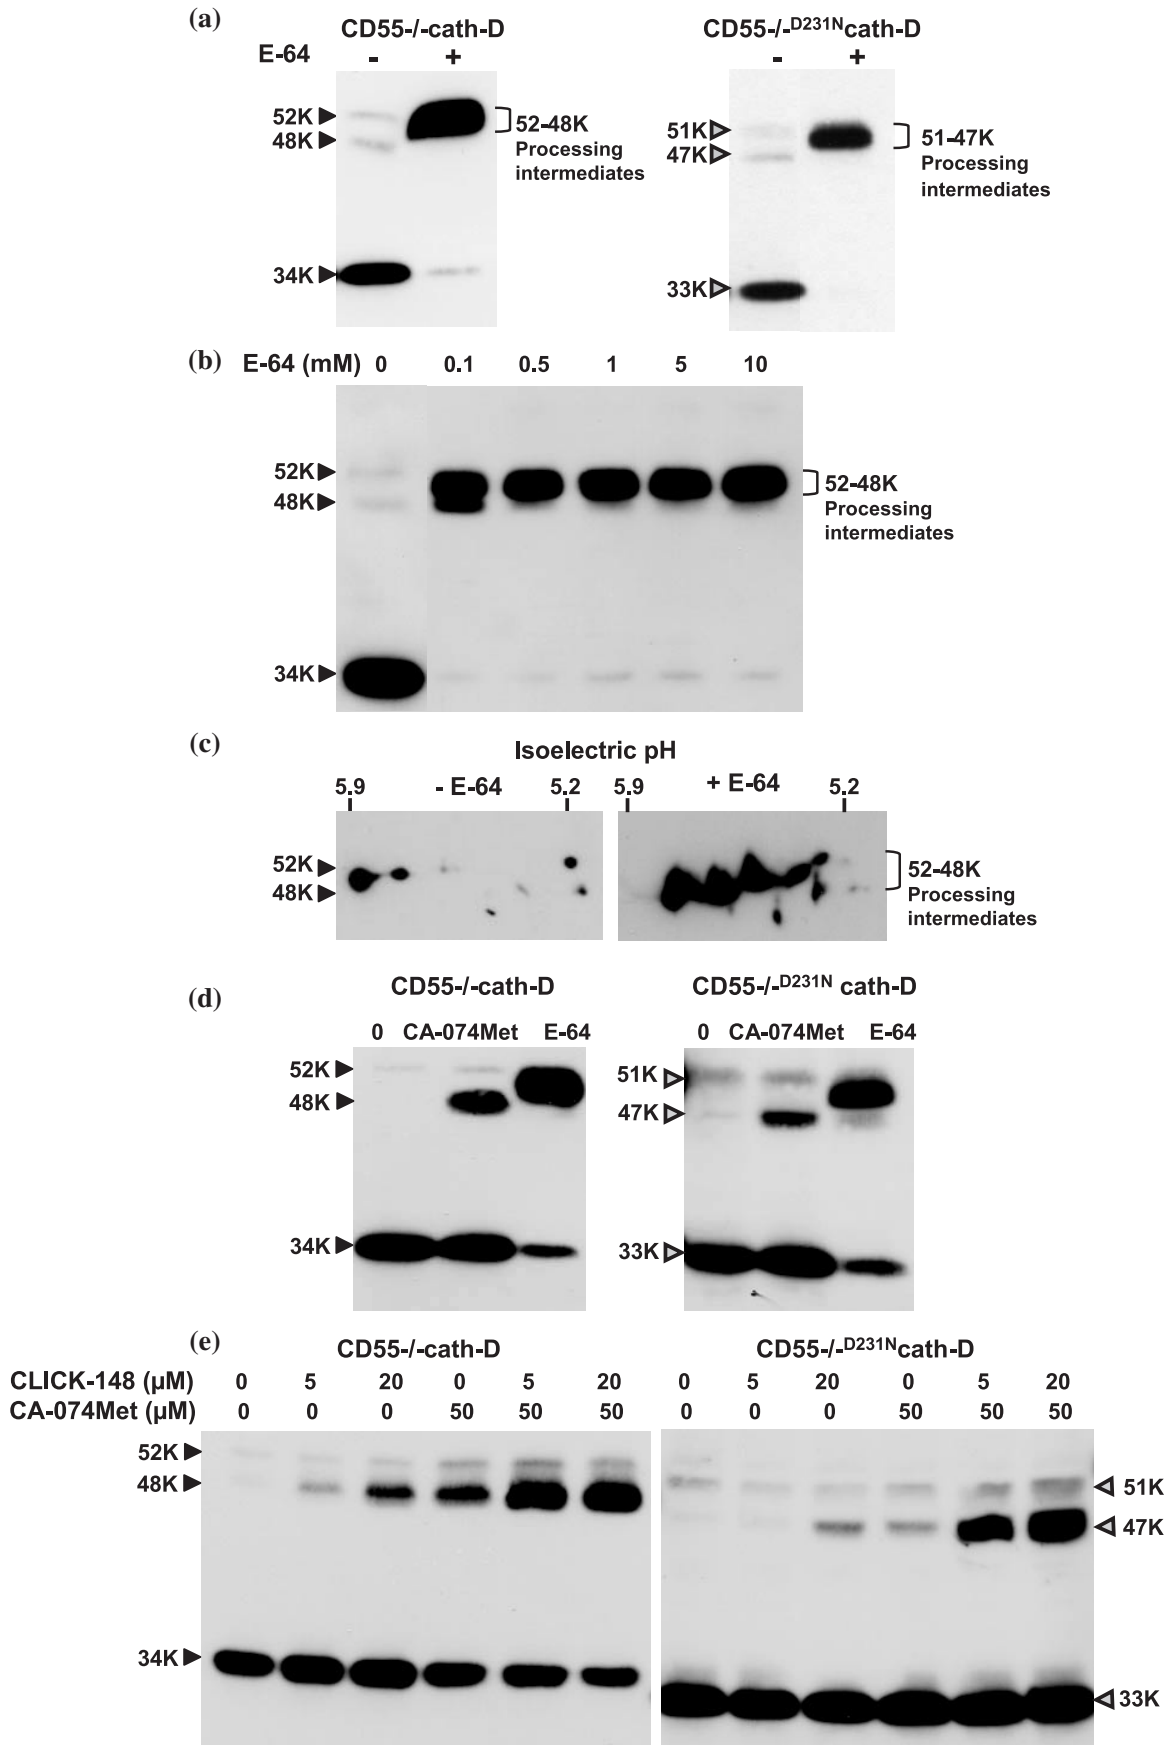 (a)
CD55-/-cath-D
CD55-/-D231Ncath-D
E-64
- +
- +
52K
48K
52-48K
Processing
intermediates
34K
51K
47K
51-47K
Processing
intermediates
33K
(b)
E-64 (mM) 0 0.1 0.5 1 5 10
52K
48K
52-48K
Processing
intermediates
34K
(c)
Isoelectric pH
5.9 - E-64 5.2
5.9 + E-64 5.2
52K
48K
52-48K
Processing
intermediates
(d)
CD55-/-cath-D
CD55-/-D231N cath-D
0 CA-074Met E-64
0 CA-074Met E-64
52K
48K
34K
51K
47K
33K
(e)
CD55-/-cath-D
CD55-/-D231Ncath-D
CLICK-148 (µM) 0 5 20 0 5 20 0 5 20 0 5 20
CA-074Met (µM) 0 0 0 50 50 50 0 0 0 50 50 50
52K
48K
34K
51K
47K
33K